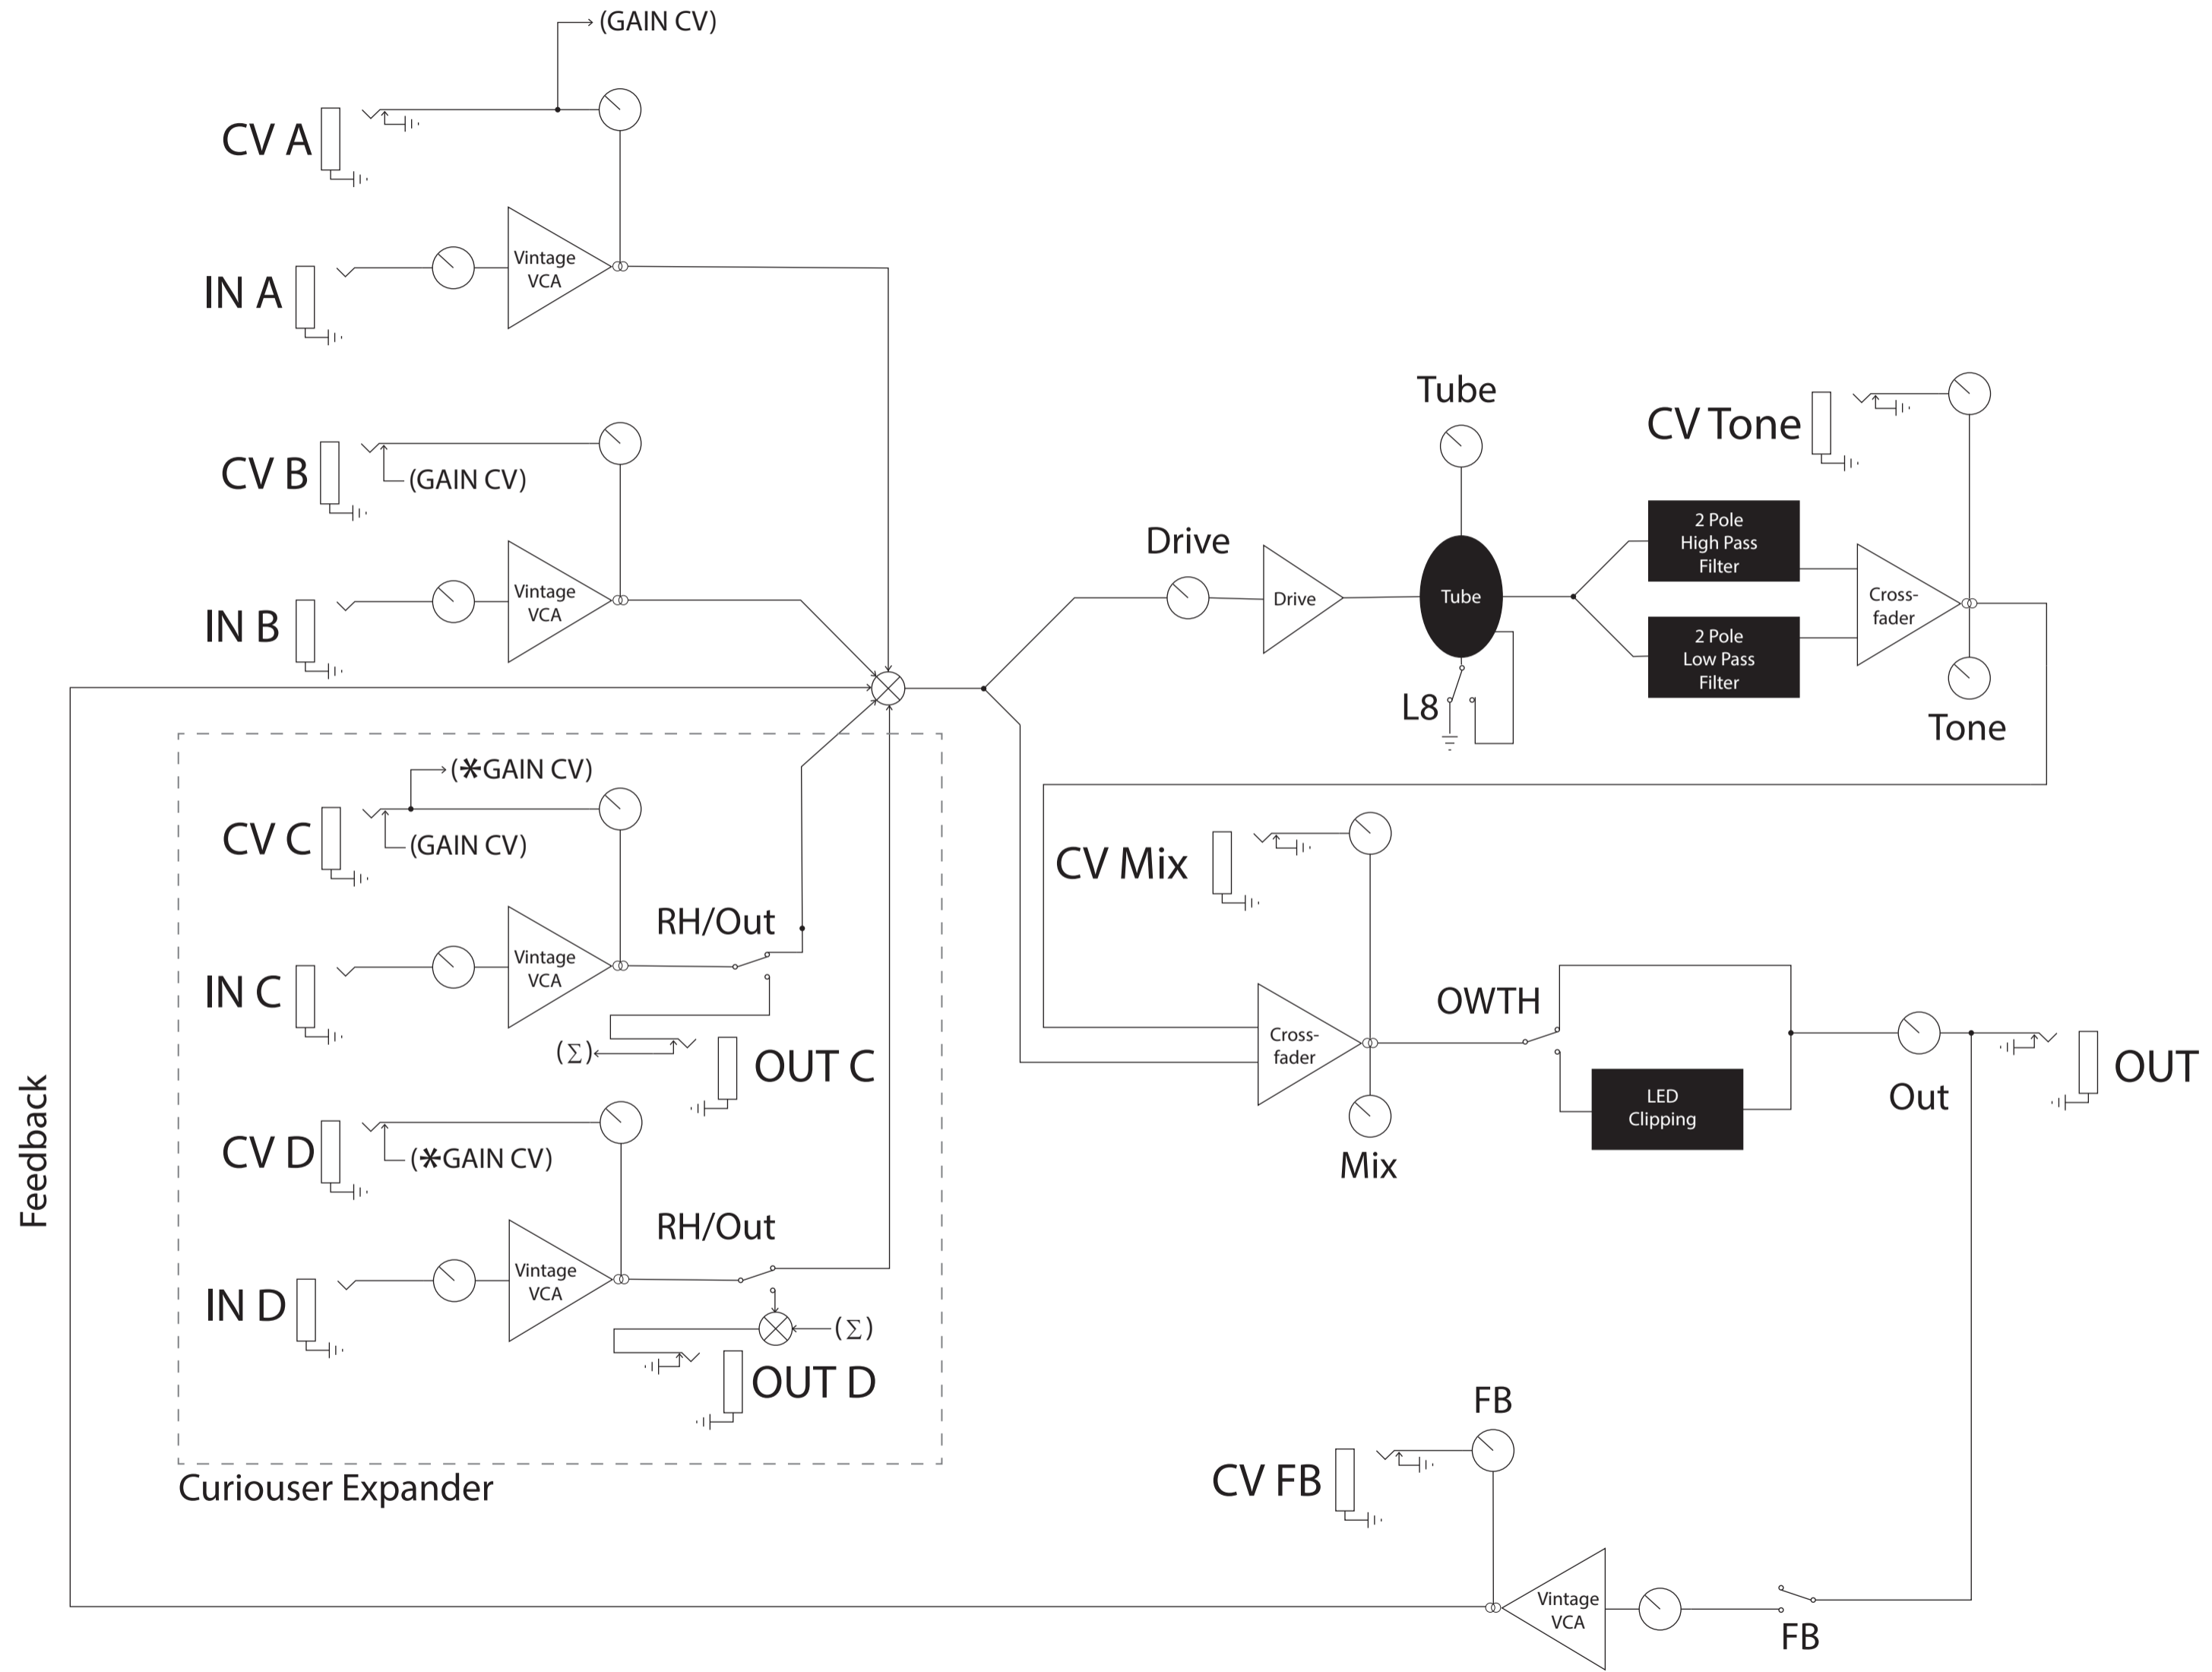 (GAIN CV)
CV A
Vintage
VCA
IN A
CV B
(GAIN CV)
Vintage
VCA
IN B
Tube
CV Tone
2 Pole
High Pass
Filter
Drive
Drive
Tube
Cross-
fader
2 Pole
Low Pass
Filter
L8
Tone
(*GAIN CV)
CV C
(GAIN CV)
CV Mix
RH/Out
Vintage
VCA
IN C
(∑)
OUT C
OWTH
Cross-
fader
LED
Clipping
Out
OUT
Mix
Feedback
CV D
(*GAIN CV)
RH/Out
Vintage
VCA
IN D
(∑)
OUT D
Curiouser Expander
FB
CV FB
Vintage
VCA
FB